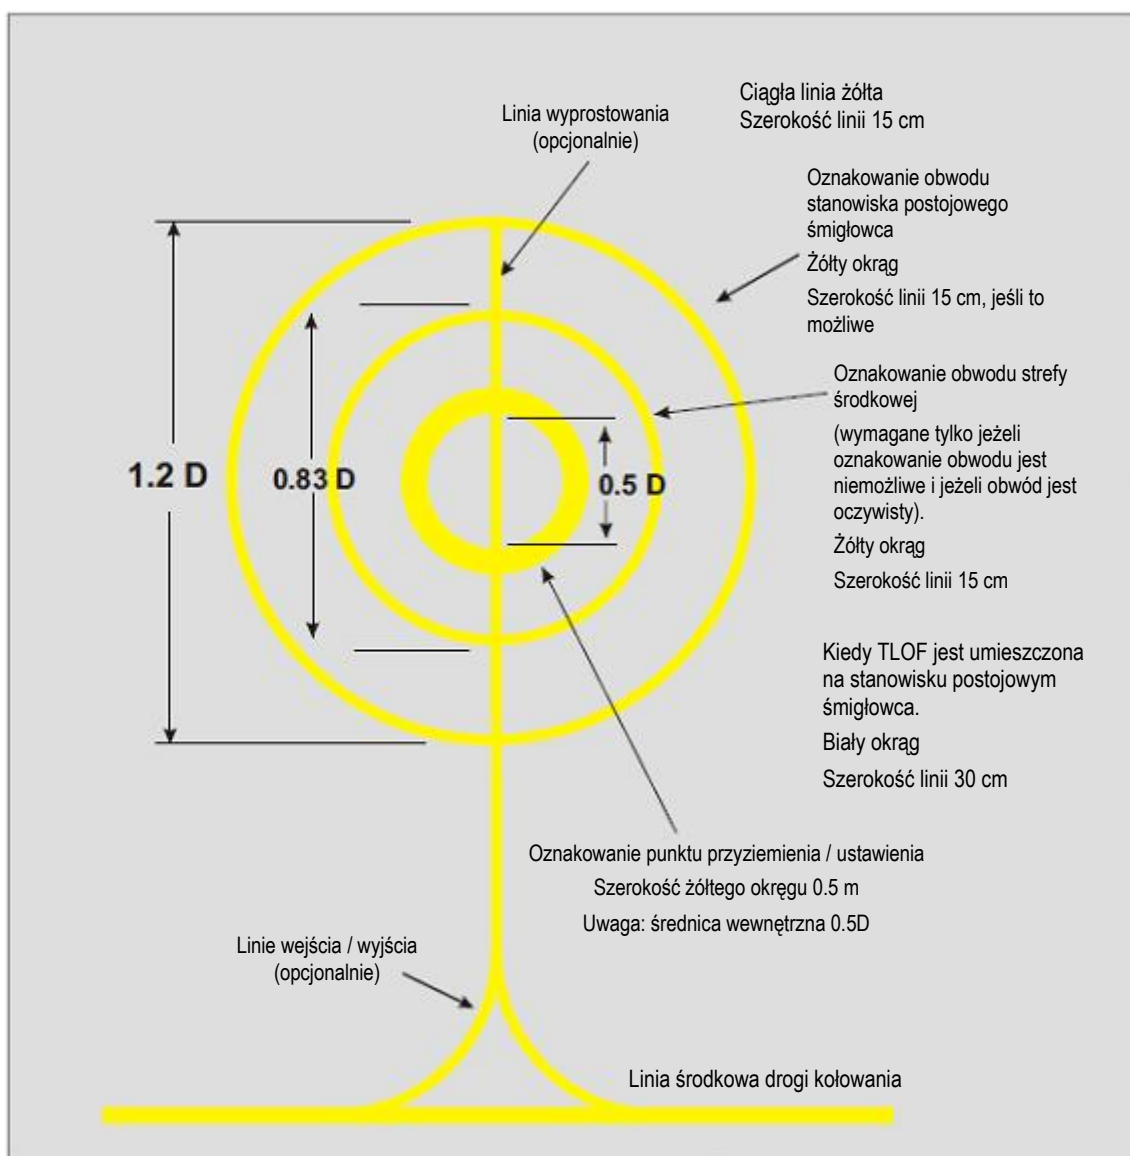 Ciągła linia żółta
Szerokość linii 15 cm
Linia wyprostowania
(opcjonalnie)
Oznakowanie obwodu
stanowiska postojowego
śmigłowca
Żółty okrąg
Szerokość linii 15 cm, jeśli to
możliwe
Oznakowanie obwodu strefy
środkowej
(wymagane tylko jeżeli
oznakowanie obwodu jest
niemożliwe i jeżeli obwód jest
oczywisty).
Żółty okrąg
Szerokość linii 15 cm
1.2 D
0.83 D
0.5 D
Kiedy TLOF jest umieszczona
na stanowisku postojowym
śmigłowca.
Biały okrąg
Szerokość linii 30 cm
Oznakowanie punktu przyziemienia / ustawienia
Szerokość żółtego okręgu 0.5 m
Uwaga: średnica wewnętrzna 0.5D
Linie wejścia / wyjścia
(opcjonalnie)
Linia środkowa drogi kołowania